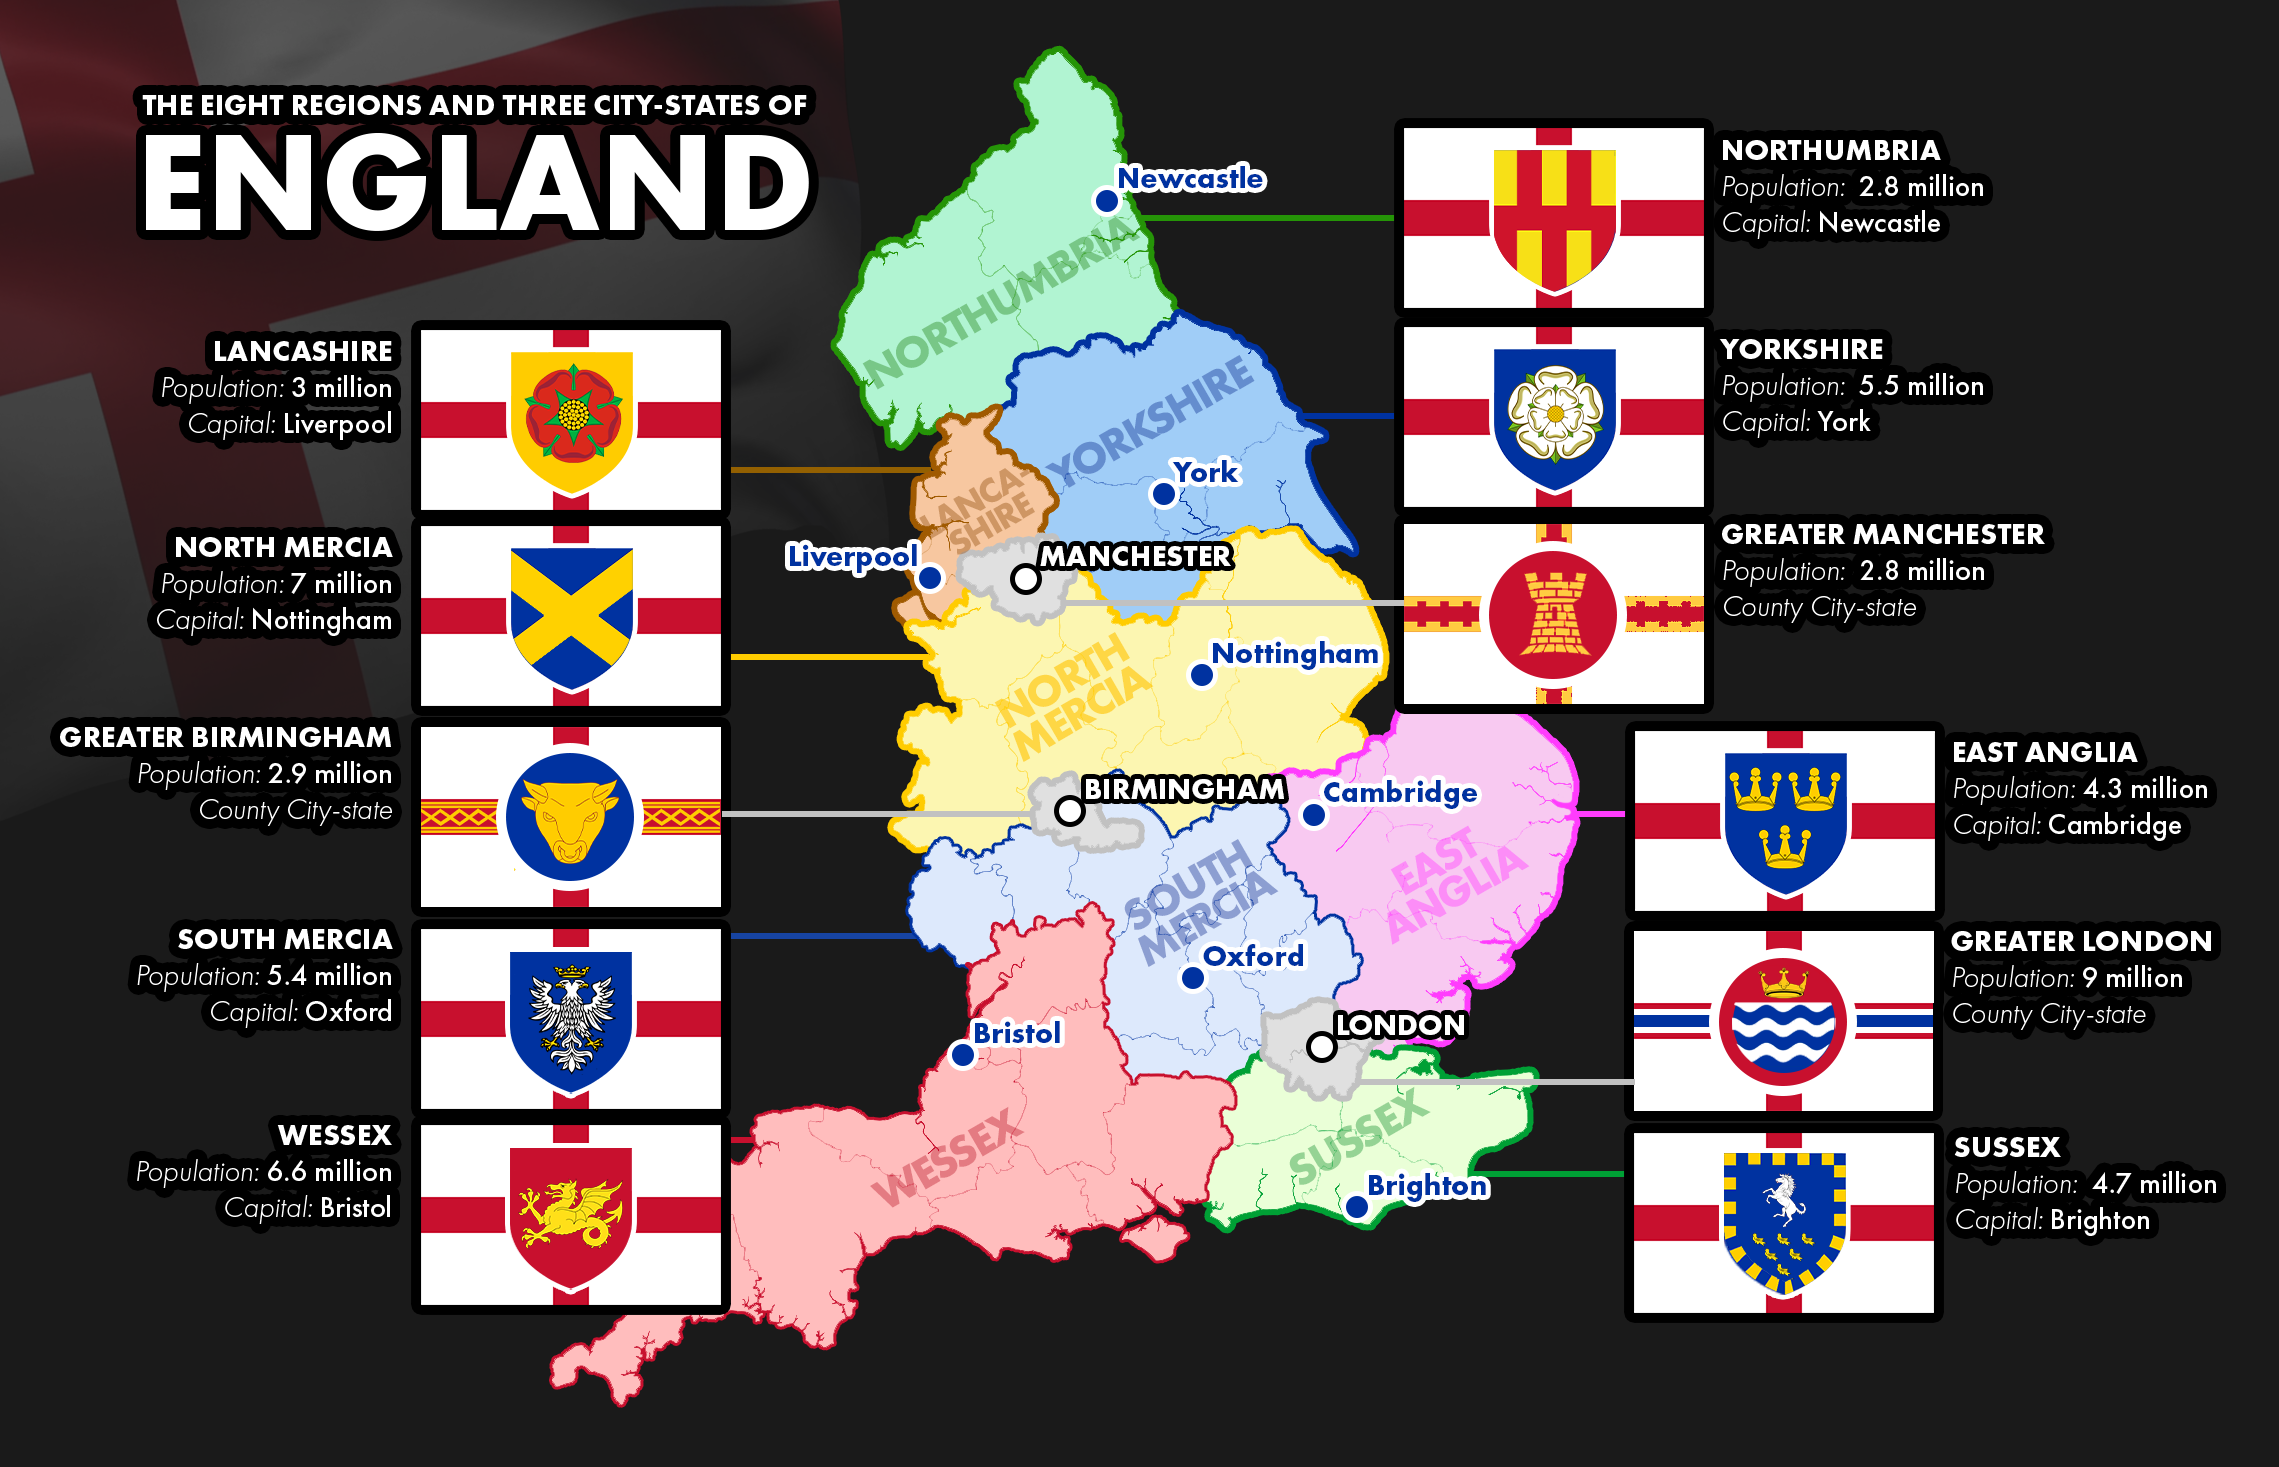 THE EIGHT REGIONS AND THREE CITY-STATES OF
ENGLAND
LANCASHIRE
Population: 3 million
Capital: Liverpool
NORTH MERCIA
Population: 7 million
Capital: Nottingham
GREATER BIRMINGHAM
Population: 2.9 million
County City-state
SOUTH MERCIA
Population: 5.4 million
Capital: Oxford
WESSEX
Population: 6.6 million
Capital: Bristol
Newcastle
NORTHUMBRIA
YORKSHIRE
York
LANCA-
SHIRE
Liverpool
MANCHESTER
Nottingham
NORTH
MERCIA
BIRMINGHAM
Cambridge
EAST
ANGLIA
SOUTH
MERCIA
Oxford
LONDON
Bristol
WESSEX
SUSSEX
Brighton
NORTHUMBRIA
Population: 2.8 million
Capital: Newcastle
YORKSHIRE
Population: 5.5 million
Capital: York
GREATER MANCHESTER
Population: 2.8 million
County City-state
EAST ANGLIA
Population: 4.3 million
Capital: Cambridge
GREATER LONDON
Population: 9 million
County City-state
SUSSEX
Population: 4.7 million
Capital: Brighton